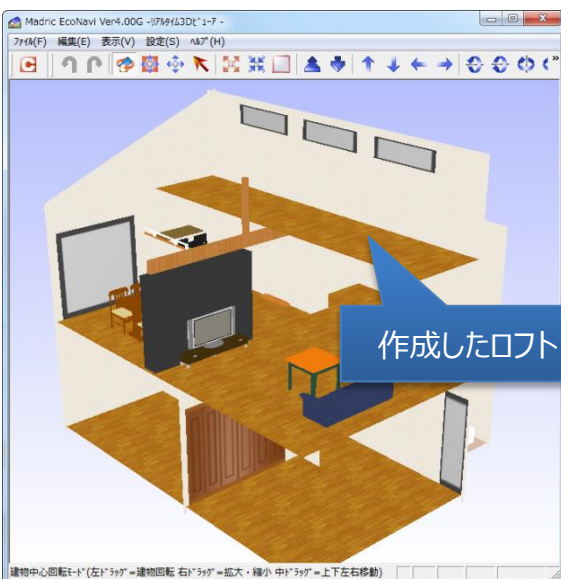 Madric EcoNavi Ver4.00G -ﾘｱﾙﾀｲﾑ3Dﾋﾞｭｰｱ -
ﾌｧｲﾙ(F) 編集(E) 表示(V) 設定(S) ﾍﾙﾌﾟ(H)
作成したロフト
建物中心回転ﾓｰﾄﾞ(左ﾄﾞﾗｯｸﾞ=建物回転 右ﾄﾞﾗｯｸﾞ=拡大・縮小 中ﾄﾞﾗｯｸﾞ=上下左右移動)